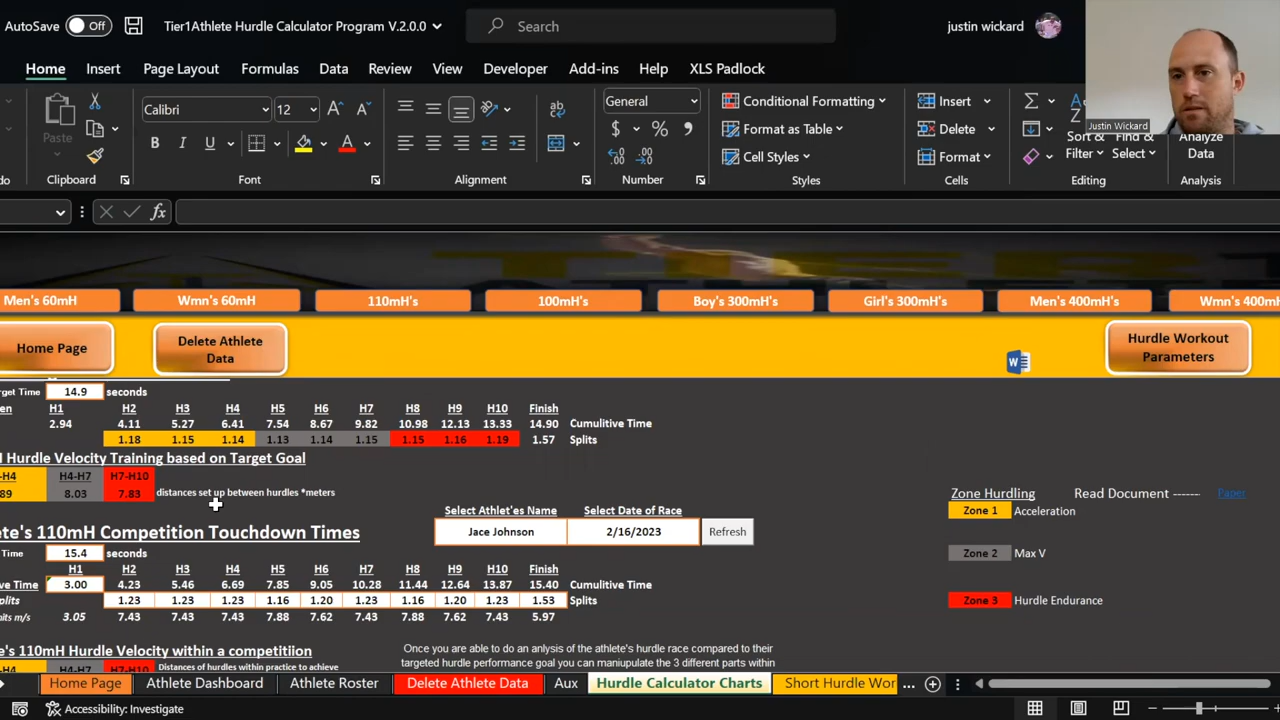 AutoSave Off Tier1Athlete Hurdle Calculator Program V.2.0.0 Search justin wickard
Home Insert Page Layout Formulas Data Review View Developer Add-ins Help XLS Padlock
Paste Calibri 12 General Conditional Formatting Insert
Format as Table Delete Sort & Filter Find & Select Analyze Data
B I U $ % Cell Styles Format
Clipboard Font Alignment Number Styles Cells Editing Analysis
Justin Wickard
fx
Men's 60mH Wmn's 60mH 110mH's 100mH's Boy's 300mH's Girl's 300mH's Men's 400mH's Wmn's 400m
Home Page Delete Athlete Data Hurdle Workout Parameters
Time 14.9 seconds
H1 H2 H3 H4 H5 H6 H7 H8 H9 H10 Finish
2.94 4.11 5.27 6.41 7.54 8.67 9.82 10.98 12.13 13.33 14.90 Cumulitive Time
1.18 1.15 1.14 1.13 1.14 1.15 1.15 1.16 1.19 1.57 Splits
Hurdle Velocity Training based on Target Goal
-H4 H4-H7 H7-H10
89 8.03 7.83 distances set up between hurdles *meters
Zone Hurdling Read Document ------ Paper
Zone 1 Acceleration
Select Athlet'es Name Select Date of Race
ete's 110mH Competition Touchdown Times Jace Johnson 2/16/2023 Refresh
Time 15.4 seconds
Zone 2 Max V
H1 H2 H3 H4 H5 H6 H7 H8 H9 H10 Finish
ve Time 3.00 4.23 5.46 6.69 7.85 9.05 10.28 11.44 12.64 13.87 15.40 Cumulitive Time
plits 1.23 1.23 1.23 1.16 1.20 1.23 1.16 1.20 1.23 1.53 Splits
Zone 3 Hurdle Endurance
nits m/s 3.05 7.43 7.43 7.43 7.88 7.62 7.43 7.88 7.62 7.43 5.97
's 110mH Hurdle Velocity within a competitiion
Once you are able to do an anlysis of the athlete's hurdle race compared to their
targeted hurdle performance goal you can maniupulate the 3 different parts within
-H4 H4-H7 H7-H10 Distances of hurdles within practice to achieve
Home Page Athlete Dashboard Athlete Roster Delete Athlete Data Aux Hurdle Calculator Charts Short Hurdle Wor ...
Accessibility: Investigate